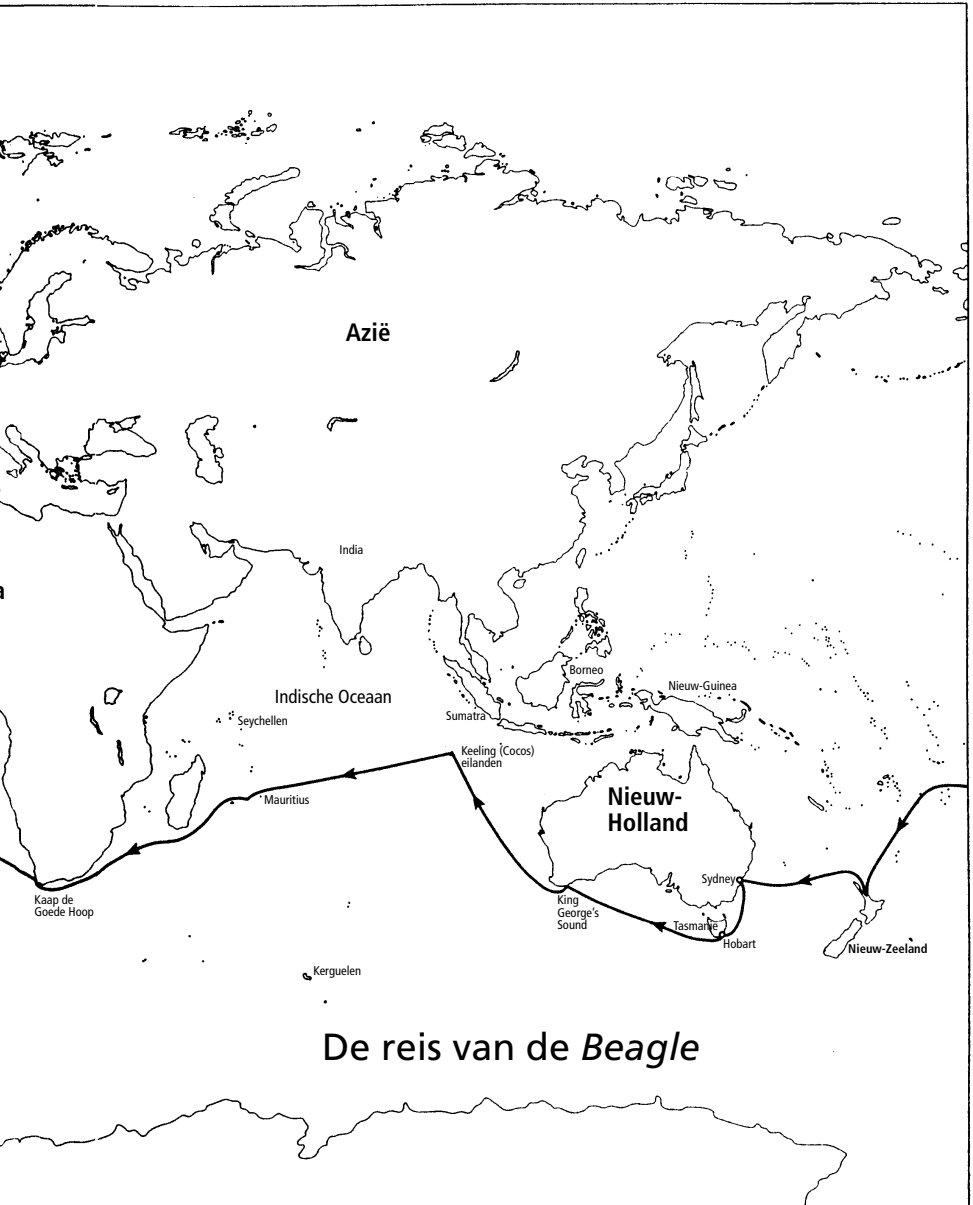 Azië
India
a
Borneo
Nieuw-Guinea
Indische Oceaan
Sumatra
Seychellen
Keeling (Cocos)
eilanden
Mauritius
Nieuw-
Holland
Sydney
Kaap de
Goede Hoop
King
George's
Sound
Tasmanië
Hobart
Nieuw-Zeeland
Kerguelen
De reis van de Beagle